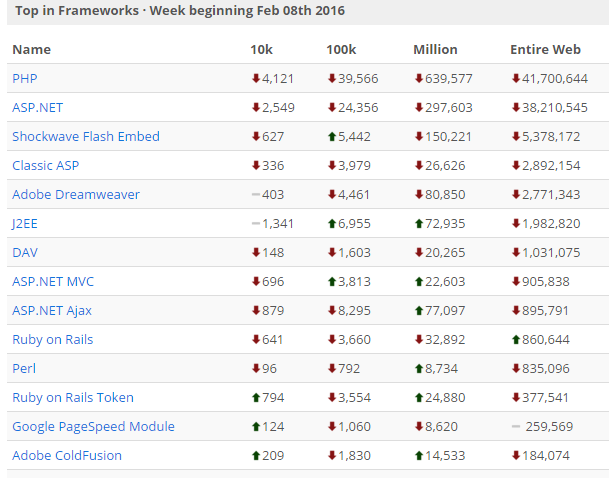 Top in Frameworks · Week beginning Feb 08th 2016
Name 10k 100k Million Entire Web
PHP 4,121 39,566 639,577 41,700,644
ASP.NET 2,549 24,356 297,603 38,210,545
Shockwave Flash Embed 627 5,442 150,221 5,378,172
Classic ASP 336 3,979 26,626 2,892,154
Adobe Dreamweaver 403 4,461 80,850 2,771,343
J2EE 1,341 6,955 72,935 1,982,820
DAV 148 1,603 20,265 1,031,075
ASP.NET MVC 696 3,813 22,603 905,838
ASP.NET Ajax 879 8,295 77,097 895,791
Ruby on Rails 641 3,660 32,892 860,644
Perl 96 792 8,734 835,096
Ruby on Rails Token 794 3,554 24,880 377,541
Google PageSpeed Module 124 1,060 8,620 259,569
Adobe ColdFusion 209 1,830 14,533 184,074